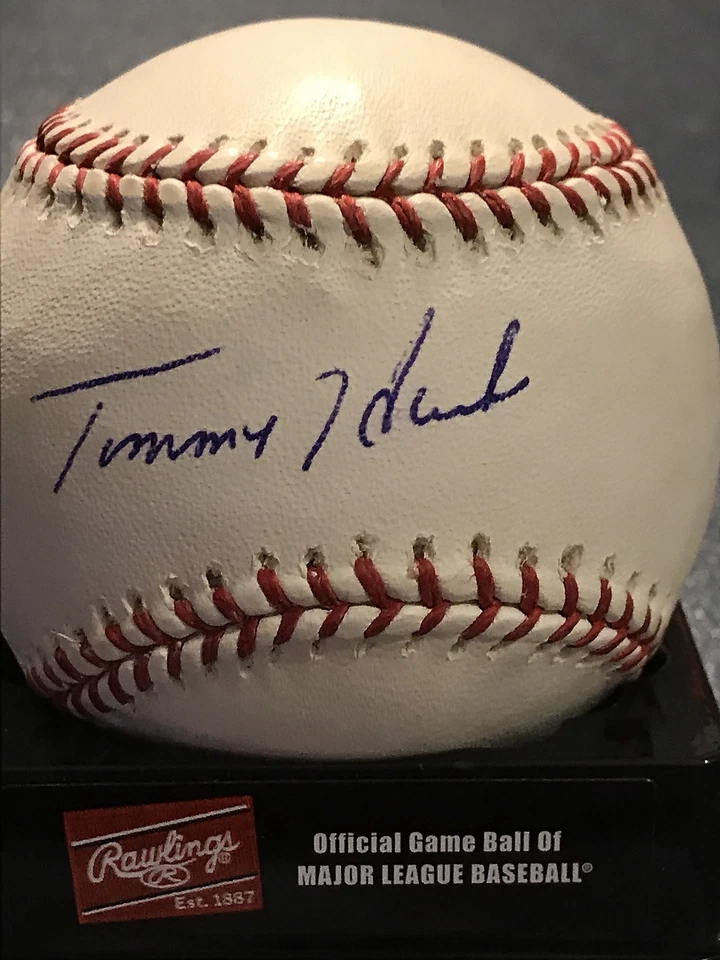 Tommy
Rawlings®
R
Est. 1887
Official Game Ball Of
MAJOR LEAGUE BASEBALL®